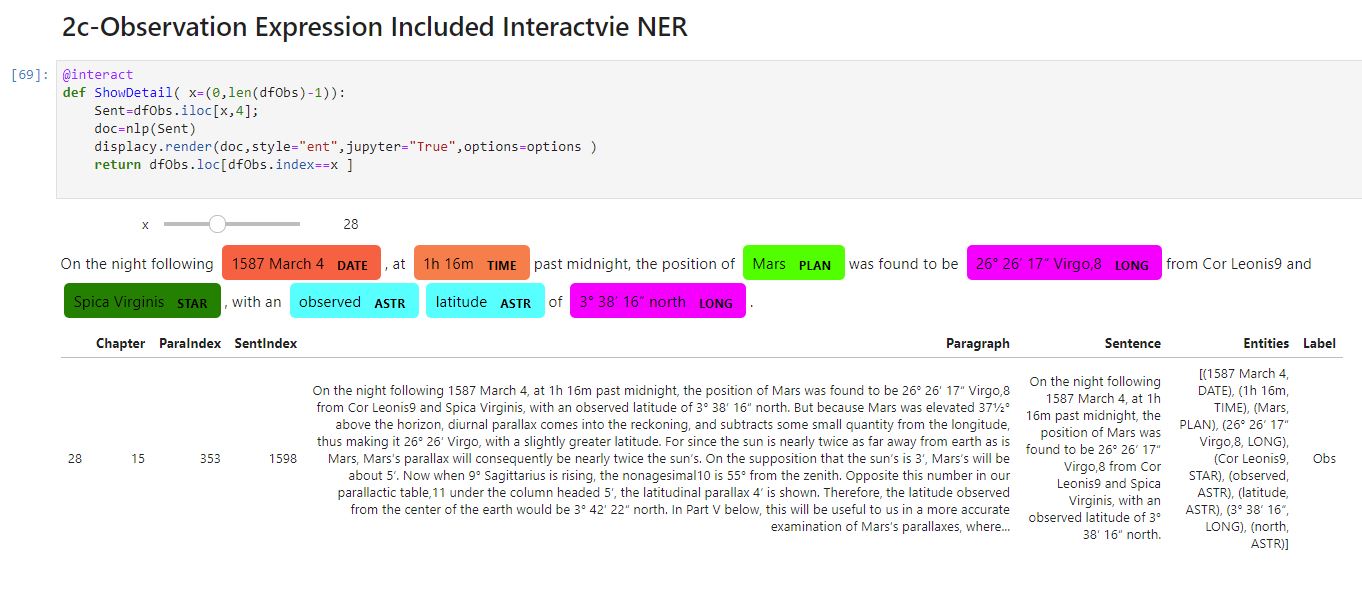 2c-Observation Expression Included Interactvie NER
[69]:
@interact
def ShowDetail( x=(0,len(dfObs)-1)):
    Sent=dfObs.iloc[x,4];
    doc=nlp(Sent)
    displacy.render(doc,style="ent",jupyter="True",options=options )
    return dfObs.loc[dfObs.index==x ]
x 28
On the night following 1587 March 4 DATE , at 1h 16m TIME past midnight, the position of Mars PLAN was found to be 26° 26′ 17″ Virgo,8 LONG from Cor Leonis9 and
Spica Virginis STAR , with an observed ASTR latitude ASTR of 3° 38′ 16″ north LONG .
Chapter ParaIndex SentIndex Paragraph Sentence Entities Label
28 15 353 1598
On the night following 1587 March 4, at 1h 16m past midnight, the position of Mars was found to be 26° 26′ 17″ Virgo,8
from Cor Leonis9 and Spica Virginis, with an observed latitude of 3° 38′ 16″ north. But because Mars was elevated 37½°
above the horizon, diurnal parallax comes into the reckoning, and subtracts some small quantity from the longitude,
thus making it 26° 26′ Virgo, with a slightly greater latitude. For since the sun is nearly twice as far away from earth as is
Mars, Mars's parallax will consequently be nearly twice the sun's. On the supposition that the sun's is 3′, Mars's will be
about 5′. Now when 9° Sagittarius is rising, the nonagesimal10 is 55° from the zenith. Opposite this number in our
parallactic table,11 under the column headed 5′, the latitudinal parallax 4′ is shown. Therefore, the latitude observed
from the center of the earth would be 3° 42′ 22″ north. In Part V below, this will be useful to us in a more accurate
examination of Mars's parallaxes, where...
On the night following
1587 March 4, at 1h
16m past midnight, the
position of Mars was
found to be 26° 26′ 17″
Virgo,8 from Cor
Leonis9 and Spica
Virginis, with an
observed latitude of 3°
38′ 16″ north.
[(1587 March 4,
DATE), (1h 16m,
TIME), (Mars,
PLAN), (26° 26′ 17″
Virgo,8, LONG),
(Cor Leonis9,
STAR), (observed,
ASTR), (latitude,
ASTR), (3° 38′ 16″,
LONG), (north,
ASTR)]
Obs